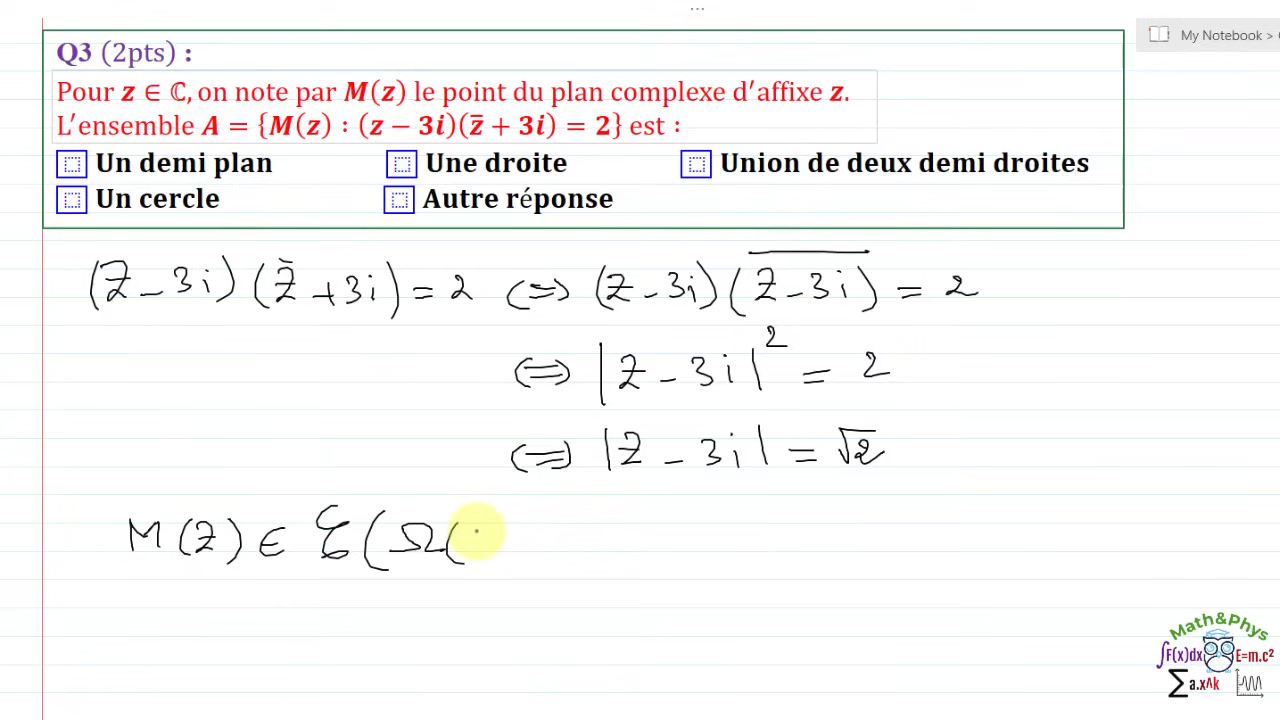 ...
My Notebook >
Q3 (2pts) :
Pour z ∈ ℂ, on note par M(z) le point du plan complexe d'affixe z.
L'ensemble A = {M(z) : (z − 3i)(z̄ + 3i) = 2} est :
Un demi plan Une droite Union de deux demi droites
Un cercle Autre réponse
(Z − 3i)(Z̄ + 3i) = 2 ⟺ (Z − 3i)(\overline{Z − 3i}) = 2
⟺ |Z − 3i|² = 2
⟺ |Z − 3i| = √2
M(Z) ∈ ℰ(Ω(
Math&Phys
∫F(x)dx E=m.c²
∑ a.x^k